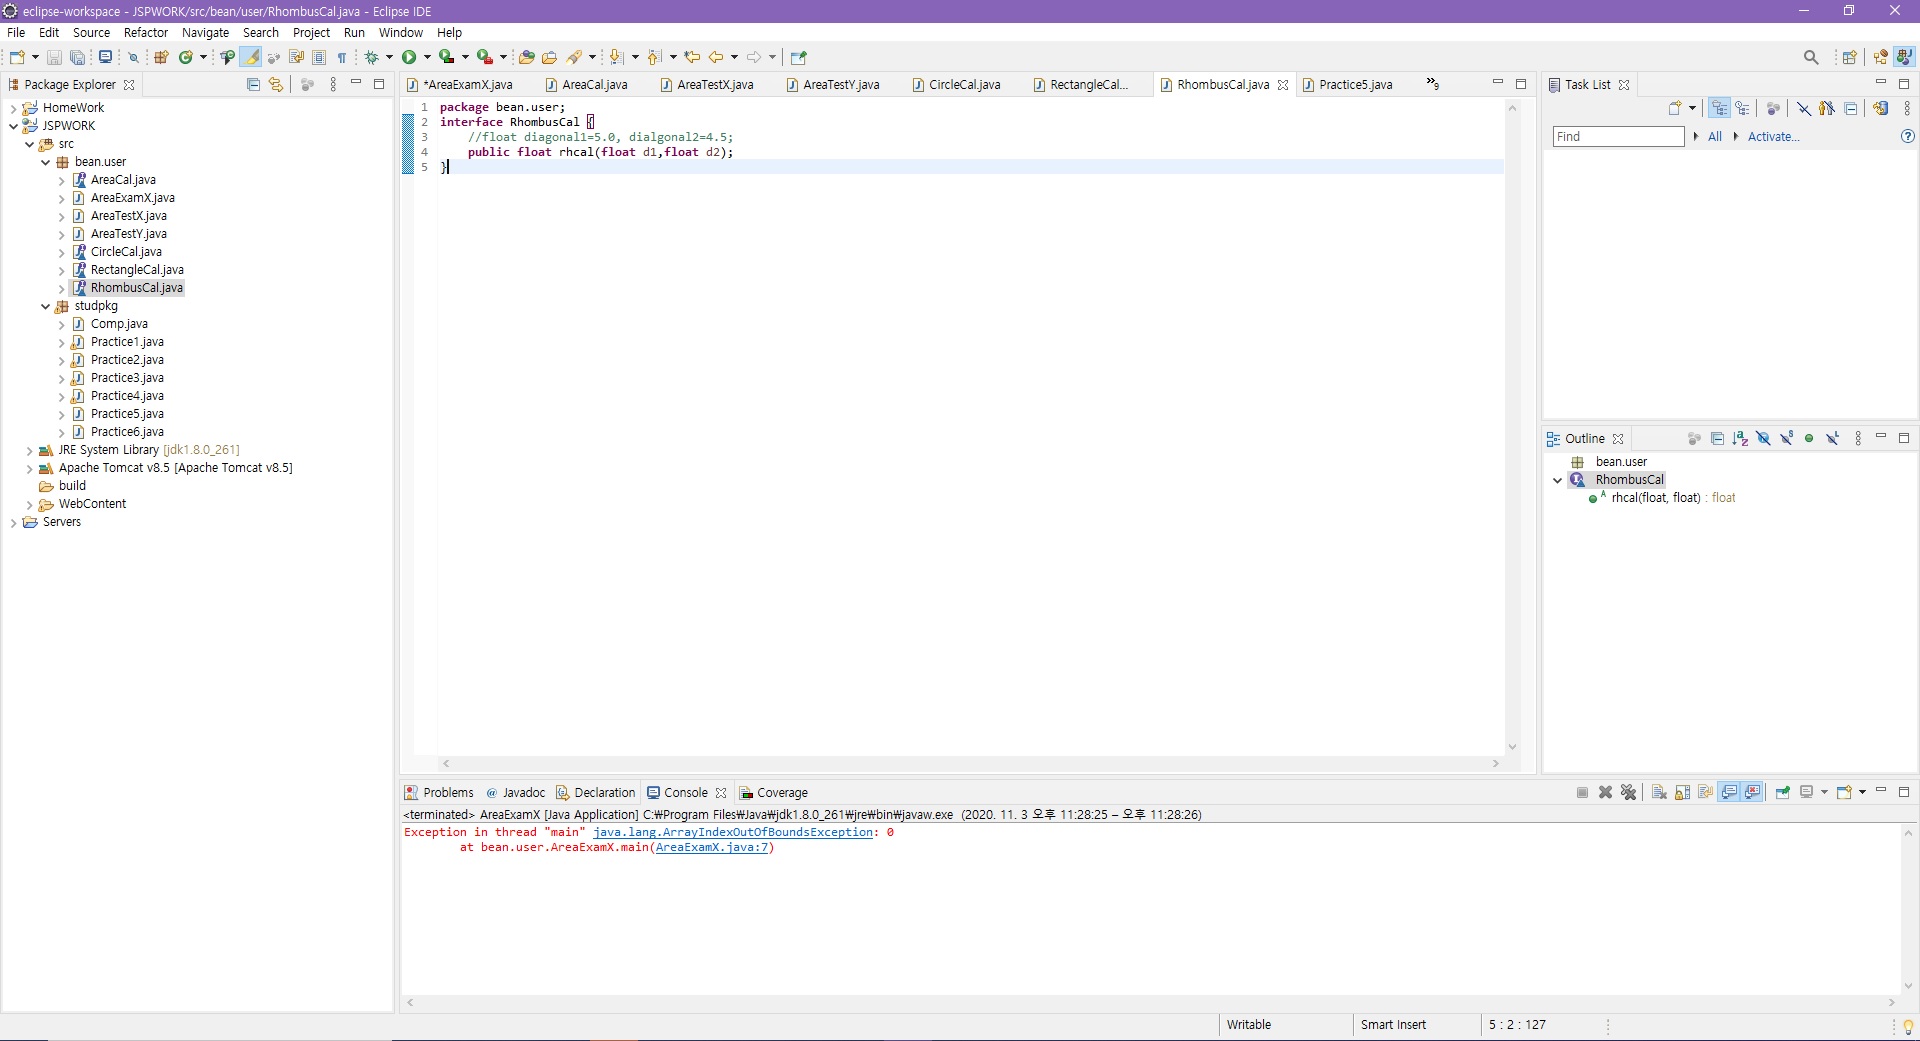 eclipse-workspace - JSPWORK/src/bean/user/RhombusCal.java - Eclipse IDE
File Edit Source Refactor Navigate Search Project Run Window Help
Package Explorer
HomeWork
JSPWORK
src
bean.user
AreaCal.java
AreaExamX.java
AreaTestX.java
AreaTestY.java
CircleCal.java
RectangleCal.java
RhombusCal.java
studpkg
Comp.java
Practice1.java
Practice2.java
Practice3.java
Practice4.java
Practice5.java
Practice6.java
JRE System Library [jdk1.8.0_261]
Apache Tomcat v8.5 [Apache Tomcat v8.5]
build
WebContent
Servers
*AreaExamX.java AreaCal.java AreaTestX.java AreaTestY.java CircleCal.java RectangleCal... RhombusCal.java Practice5.java »9
1 package bean.user;
2 interface RhombusCal {
3 //float diagonal1=5.0, dialgonal2=4.5;
4 public float rhcal(float d1,float d2);
5 }
Task List
Find All Activate...
Outline
bean.user
RhombusCal
rhcal(float, float) : float
Problems @ Javadoc Declaration Console Coverage
<terminated> AreaExamX [Java Application] C:₩Program Files₩Java₩jdk1.8.0_261₩jre₩bin₩javaw.exe (2020. 11. 3 오후 11:28:25 – 오후 11:28:26)
Exception in thread "main" java.lang.ArrayIndexOutOfBoundsException: 0
at bean.user.AreaExamX.main(AreaExamX.java:7)
Writable Smart Insert 5 : 2 : 127